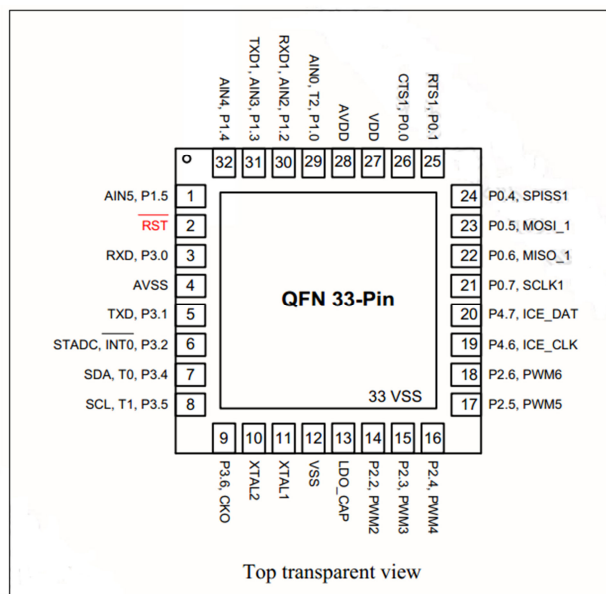 AIN4, P1.4
TXD1, AIN3, P1.3
RXD1, AIN2, P1.2
AIN0, T2, P1.0
AVDD
VDD
CTS1, P0.0
RTS1, P0.1
32 31 30 29 28 27 26 25
AIN5, P1.5 1
RST 2
RXD, P3.0 3
AVSS 4
TXD, P3.1 5
STADC, INT0, P3.2 6
SDA, T0, P3.4 7
SCL, T1, P3.5 8
QFN 33-Pin
33 VSS
24 P0.4, SPISS1
23 P0.5, MOSI_1
22 P0.6, MISO_1
21 P0.7, SCLK1
20 P4.7, ICE_DAT
19 P4.6, ICE_CLK
18 P2.6, PWM6
17 P2.5, PWM5
9 10 11 12 13 14 15 16
P3.6, CKO
XTAL2
XTAL1
VSS
LDO_CAP
P2.2, PWM2
P2.3, PWM3
P2.4, PWM4
Top transparent view